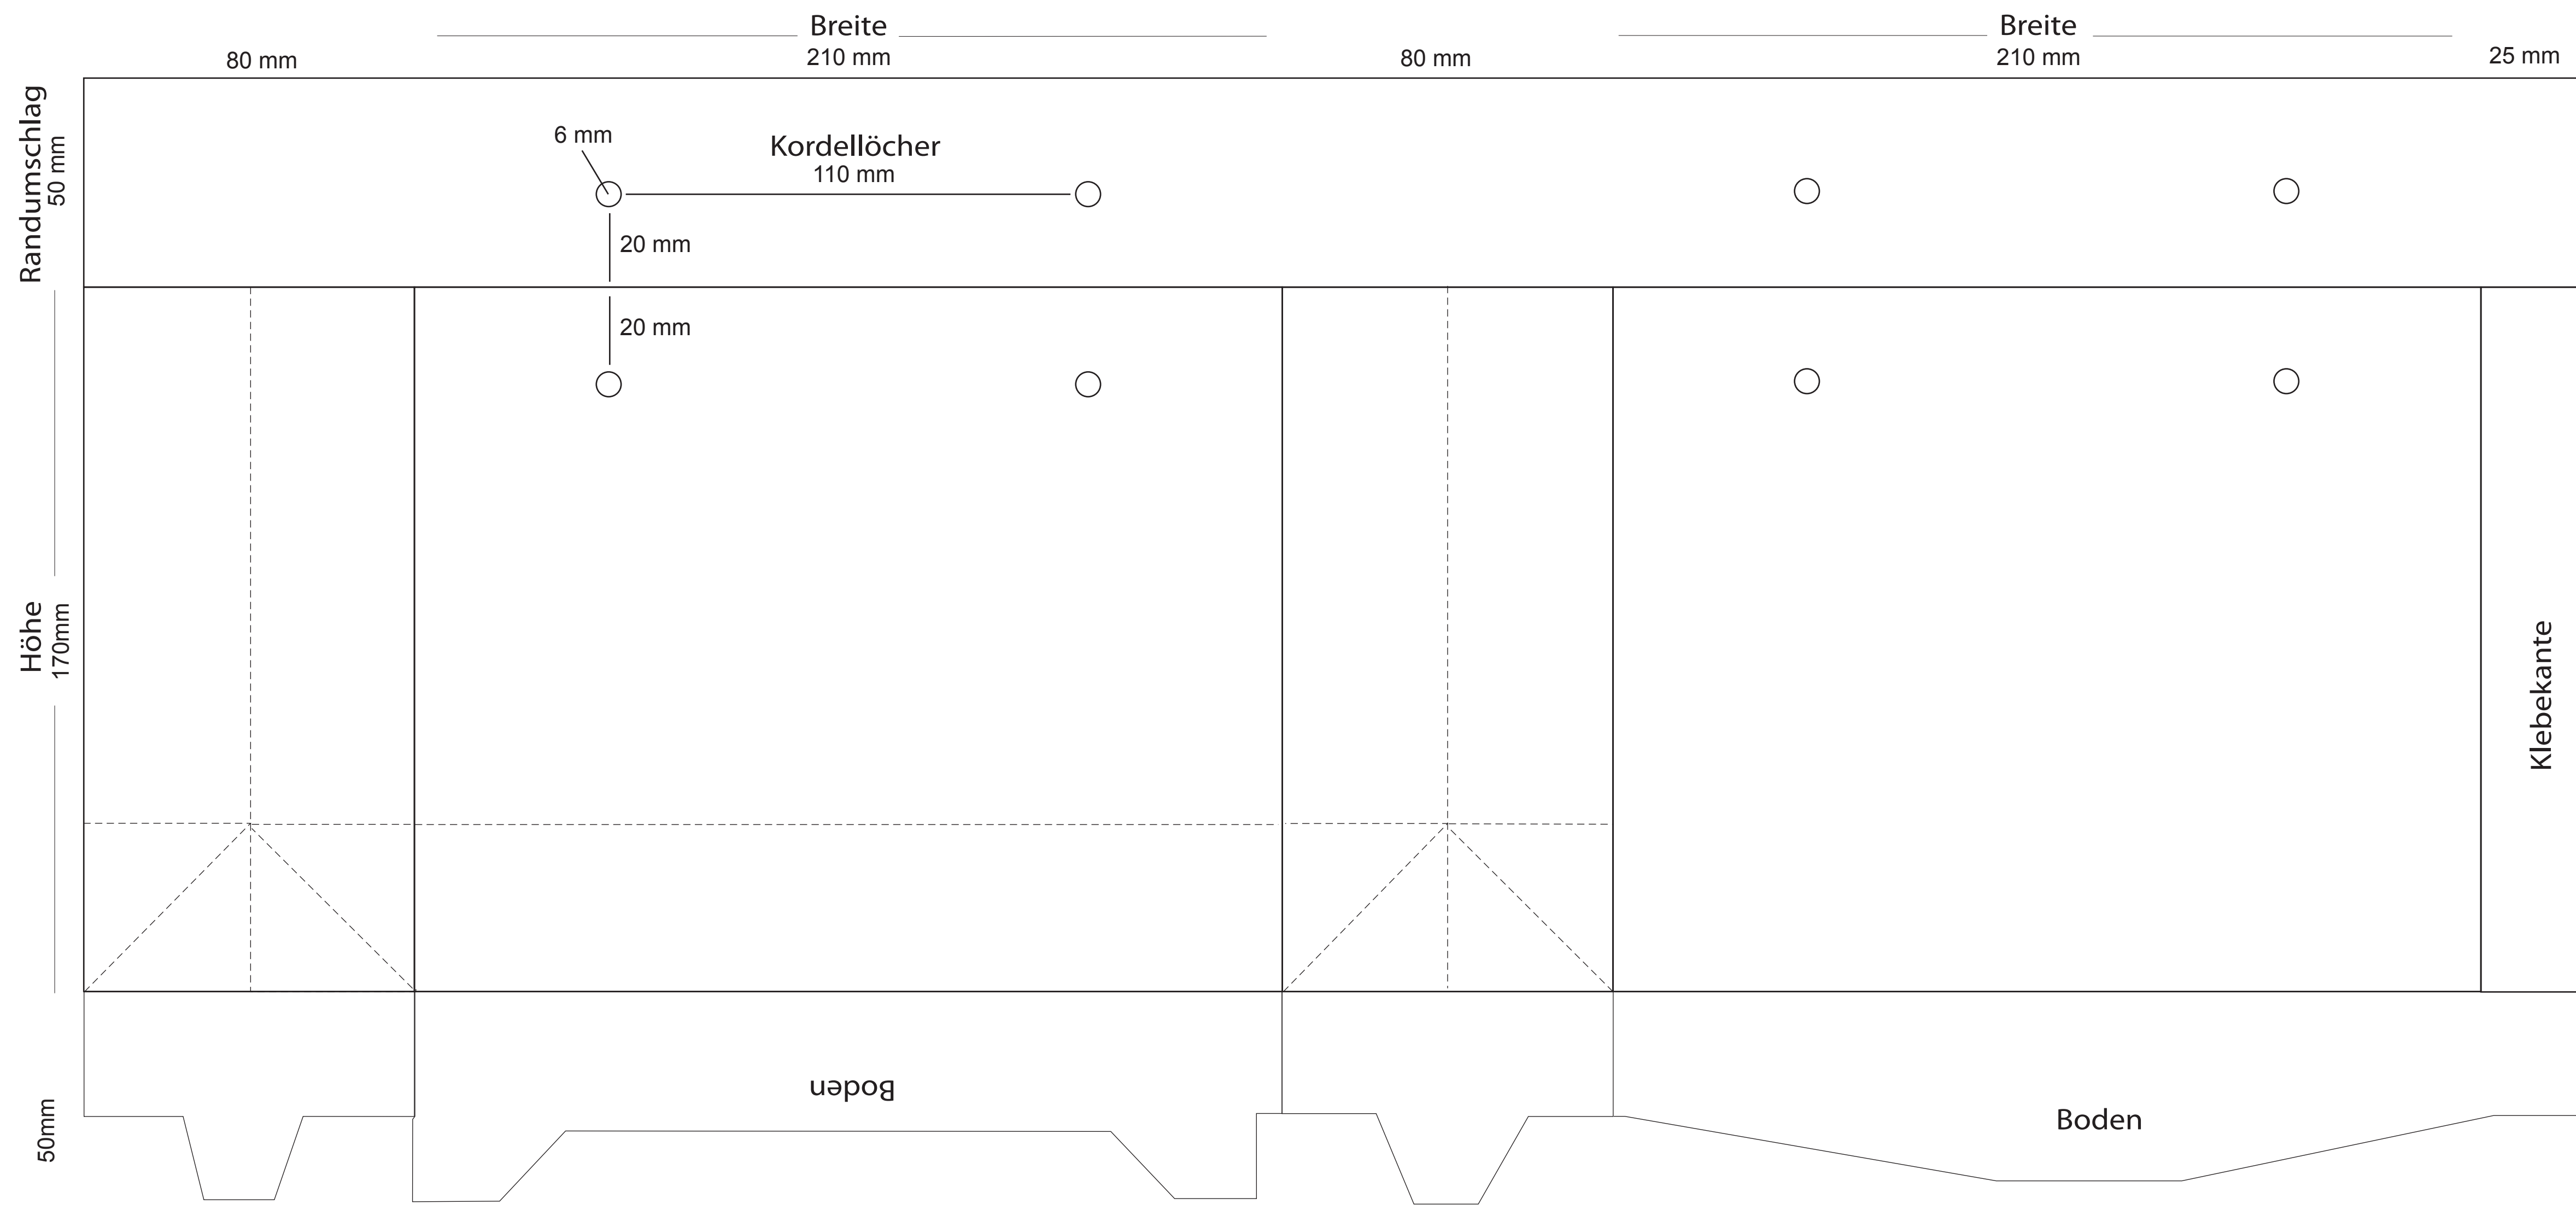 Breite
210 mm
Breite
210 mm
80 mm
80 mm
25 mm
Randumschlag
50 mm
6 mm
Kordellöcher
110 mm
20 mm
20 mm
Höhe
170mm
Klebekante
Boden
Boden
50mm